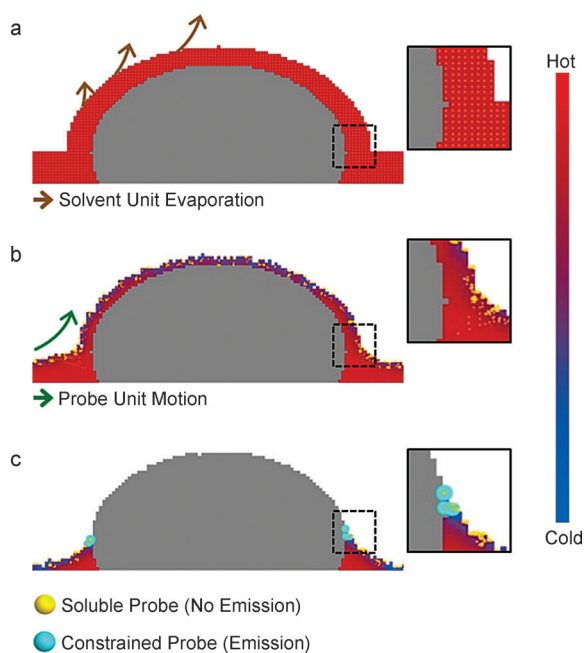 a
Hot
Solvent Unit Evaporation
b
Probe Unit Motion
c
Cold
Soluble Probe (No Emission)
Constrained Probe (Emission)